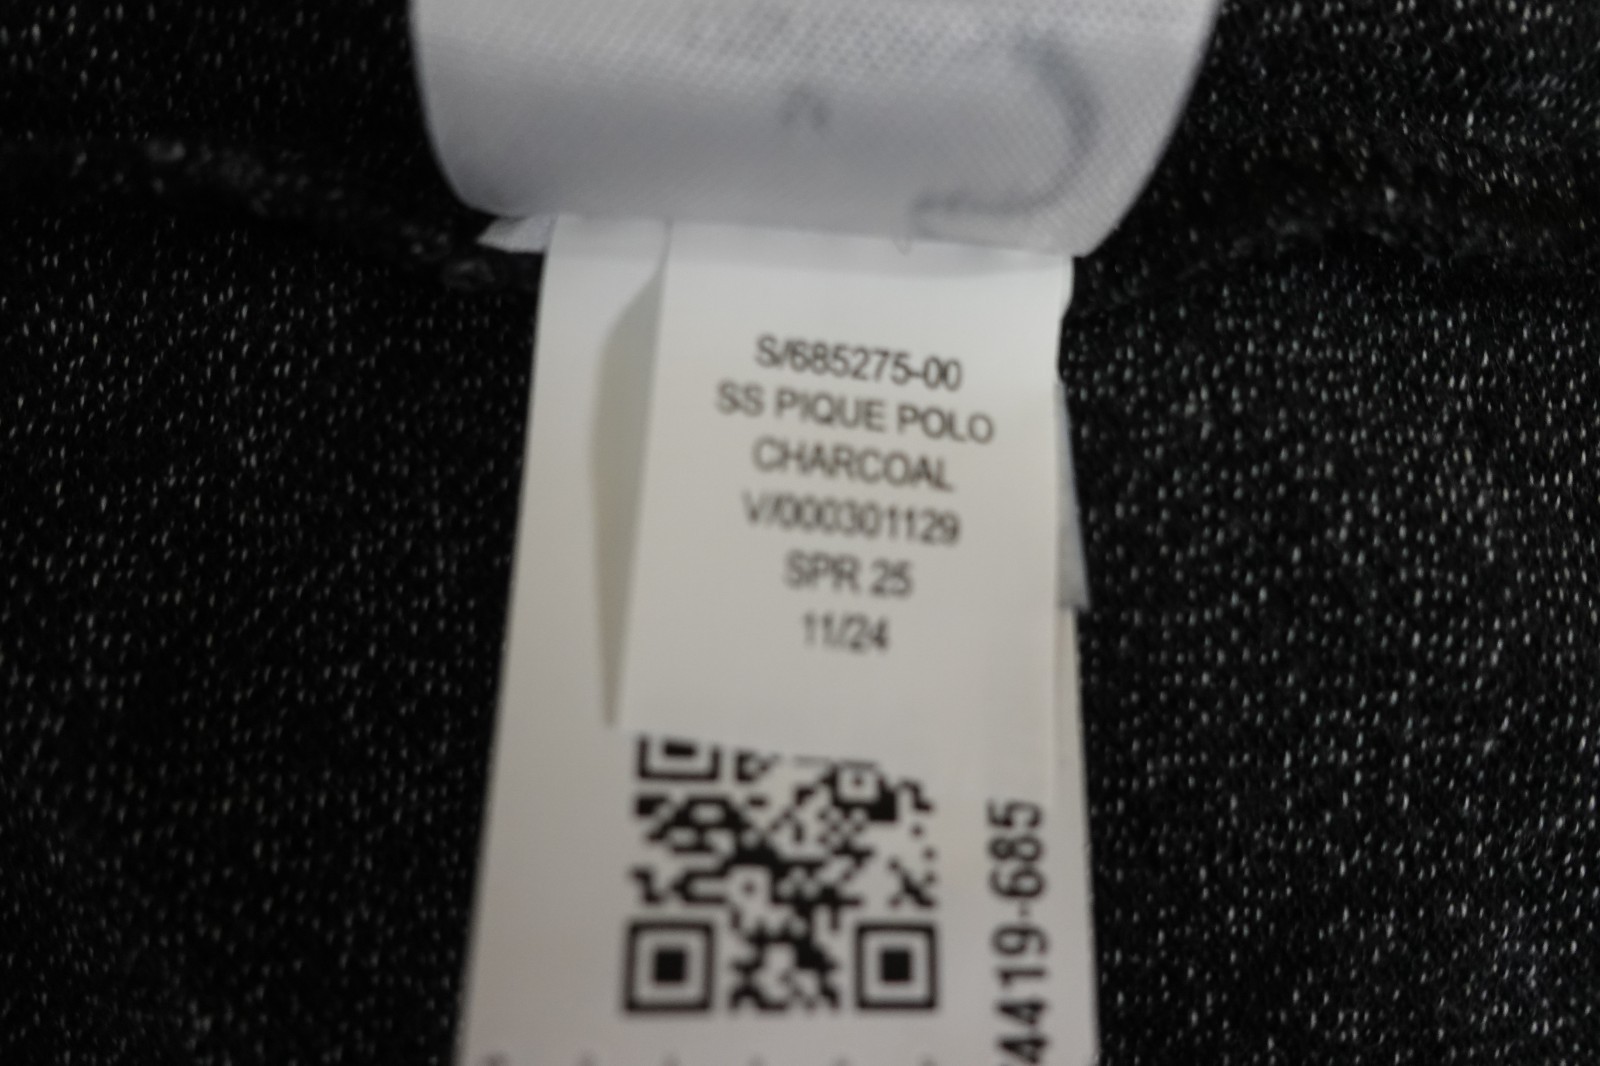 S/685275-00
SS PIQUE POLO
CHARCOAL
V/000301129
SPR 25
11/24
4419-685